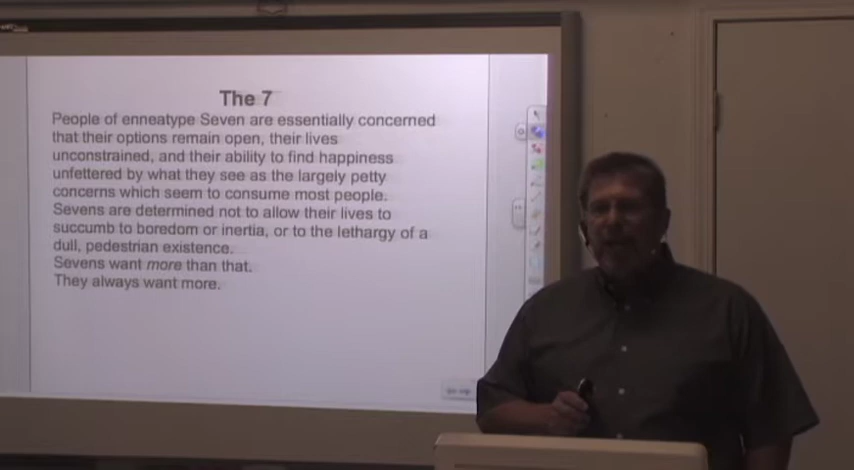 The 7
People of enneatype Seven are essentially concerned
that their options remain open, their lives
unconstrained, and their ability to find happiness
unfettered by what they see as the largely petty
concerns which seem to consume most people.
Sevens are determined not to allow their lives to
succumb to boredom or inertia, or to the lethargy of a
dull, pedestrian existence.
Sevens want more than that.
They always want more.